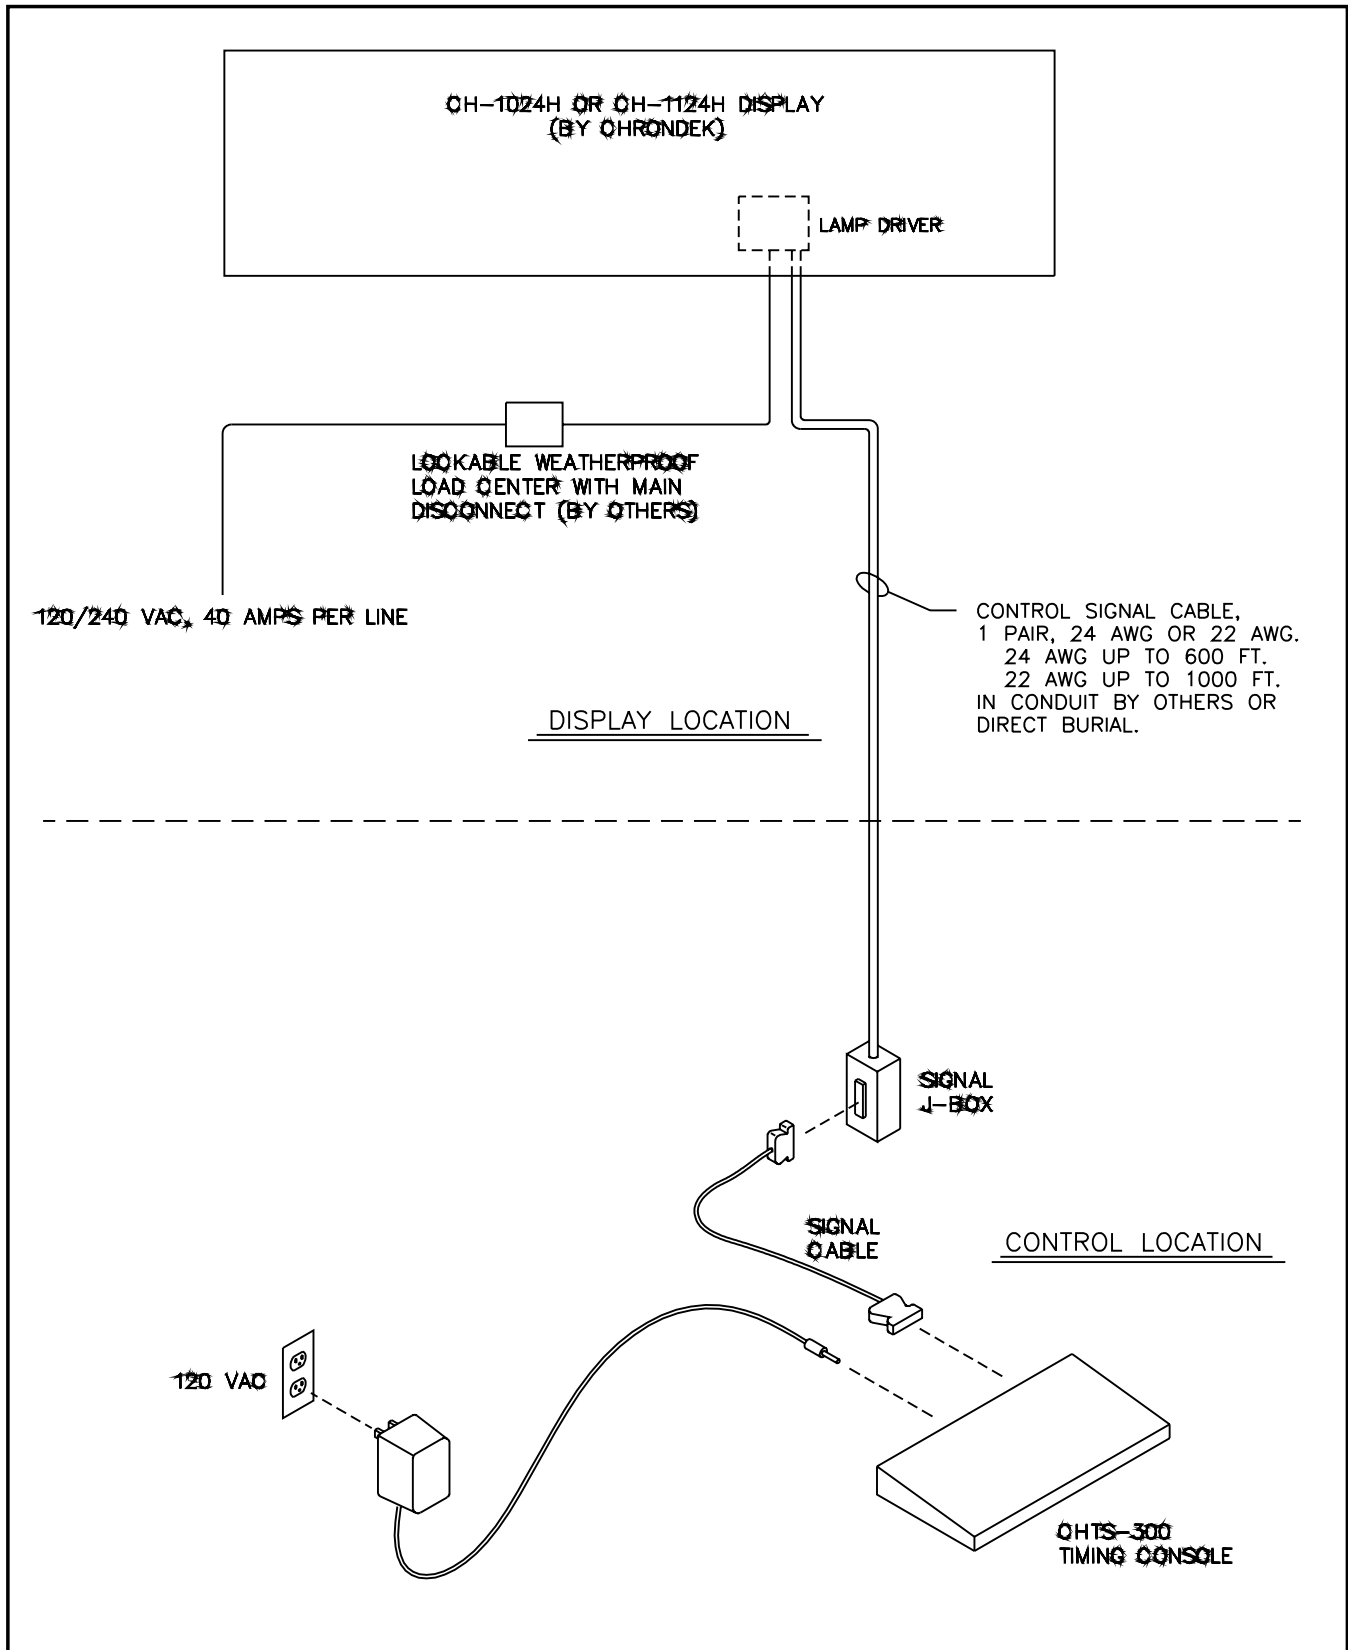 CH-1024H OR CH-1124H DISPLAY
(BY CHRONDEK)
LAMP DRIVER
LOCKABLE WEATHERPROOF
LOAD CENTER WITH MAIN
DISCONNECT (BY OTHERS)
120/240 VAC, 40 AMPS PER LINE
CONTROL SIGNAL CABLE,
1 PAIR, 24 AWG OR 22 AWG.
24 AWG UP TO 600 FT.
22 AWG UP TO 1000 FT.
IN CONDUIT BY OTHERS OR
DIRECT BURIAL.
DISPLAY LOCATION
SIGNAL
J-BOX
SIGNAL
CABLE
CONTROL LOCATION
120 VAC
CHTS-300
TIMING CONSOLE